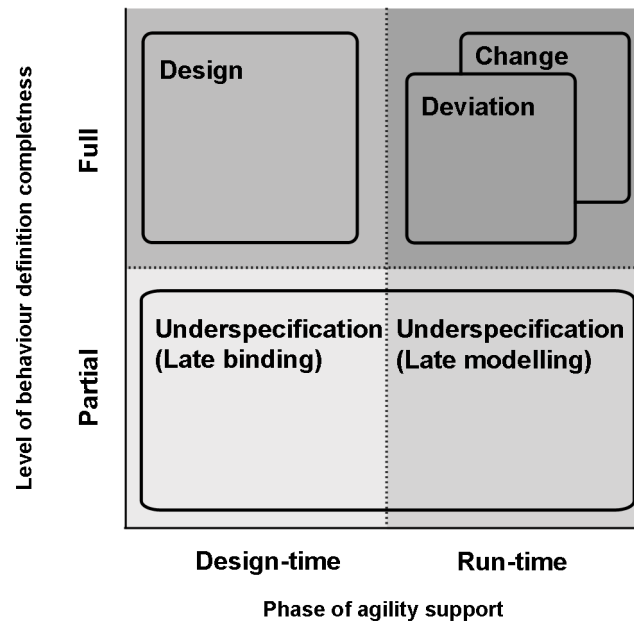 Level of behaviour definition completness
Full
Partial
Design
Change
Deviation
Underspecification
(Late binding)
Underspecification
(Late modelling)
Design-time
Run-time
Phase of agility support